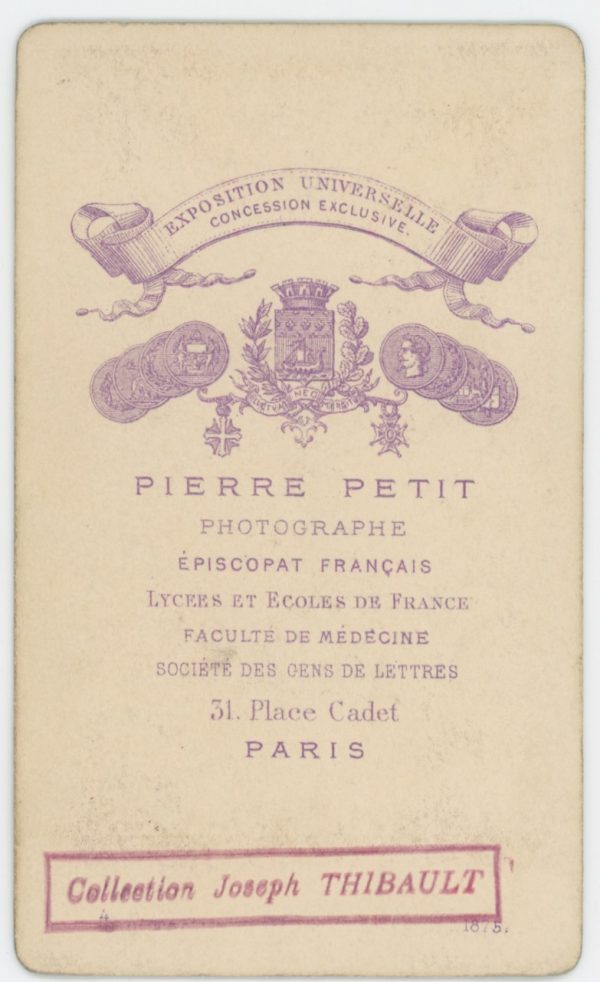 EXPOSITION UNIVERSELLE
CONCESSION EXCLUSIVE.
PIERRE PETIT
PHOTOGRAPHE
ÉPISCOPAT FRANÇAIS
LYCEES ET ECOLES DE FRANCE
FACULTÉ DE MÉDECINE
SOCIÉTÉ DES GENS DE LETTRES
31. Place Cadet
PARIS
Collection Joseph THIBAULT
4
1875.